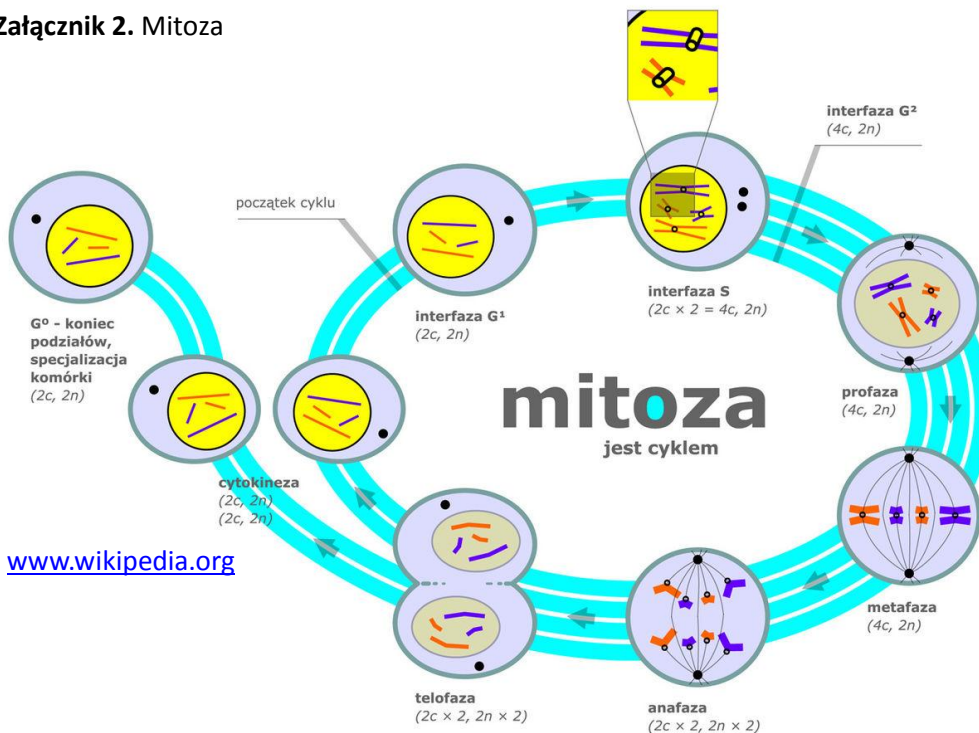 Załącznik 2. Mitoza
interfaza G²
(4c, 2n)
początek cyklu
G⁰ - koniec
podziałów,
specjalizacja
komórki
(2c, 2n)
interfaza G¹
(2c, 2n)
interfaza S
(2c × 2 = 4c, 2n)
profaza
(4c, 2n)
mitoza
jest cyklem
cytokineza
(2c, 2n)
(2c, 2n)
www.wikipedia.org
metafaza
(4c, 2n)
telofaza
(2c × 2, 2n × 2)
anafaza
(2c × 2, 2n × 2)